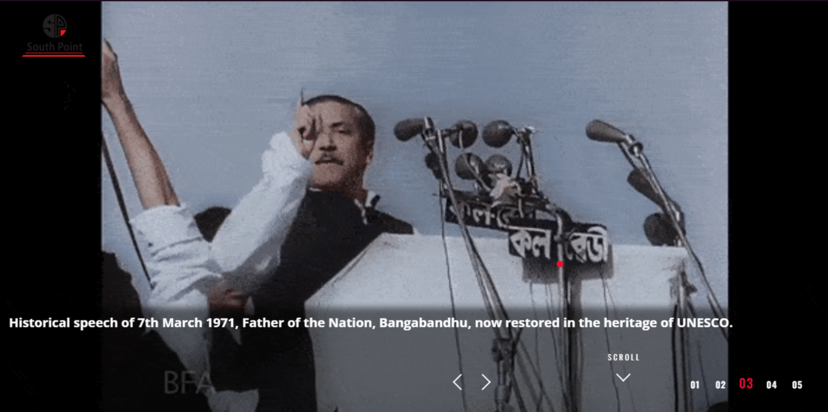 South Point
কল
কল রেডী
Historical speech of 7th March 1971, Father of the Nation, Bangabandhu, now restored in the heritage of UNESCO.
BFA
SCROLL
01 02 03 04 05